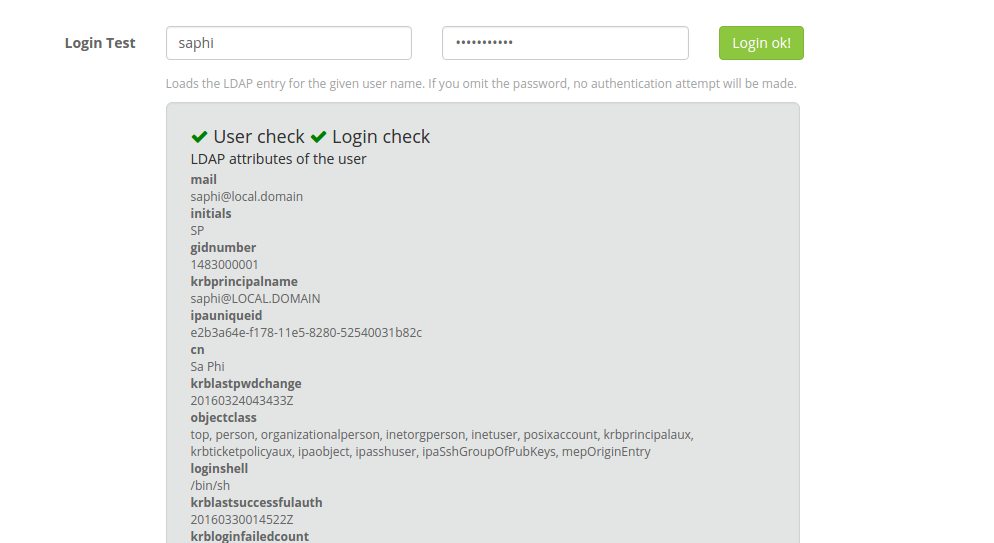 Login Test saphi ••••••••••• Login ok!
Loads the LDAP entry for the given user name. If you omit the password, no authentication attempt will be made.
User check Login check
LDAP attributes of the user
mail
saphi@local.domain
initials
SP
gidnumber
1483000001
krbprincipalname
saphi@LOCAL.DOMAIN
ipauniqueid
e2b3a64e-f178-11e5-8280-52540031b82c
cn
Sa Phi
krblastpwdchange
20160324043433Z
objectclass
top, person, organizationalperson, inetorgperson, inetuser, posixaccount, krbprincipalaux,
krbticketpolicyaux, ipaobject, ipasshuser, ipaSshGroupOfPubKeys, mepOriginEntry
loginshell
/bin/sh
krblastsuccessfulauth
20160330014522Z
krbloginfailedcount